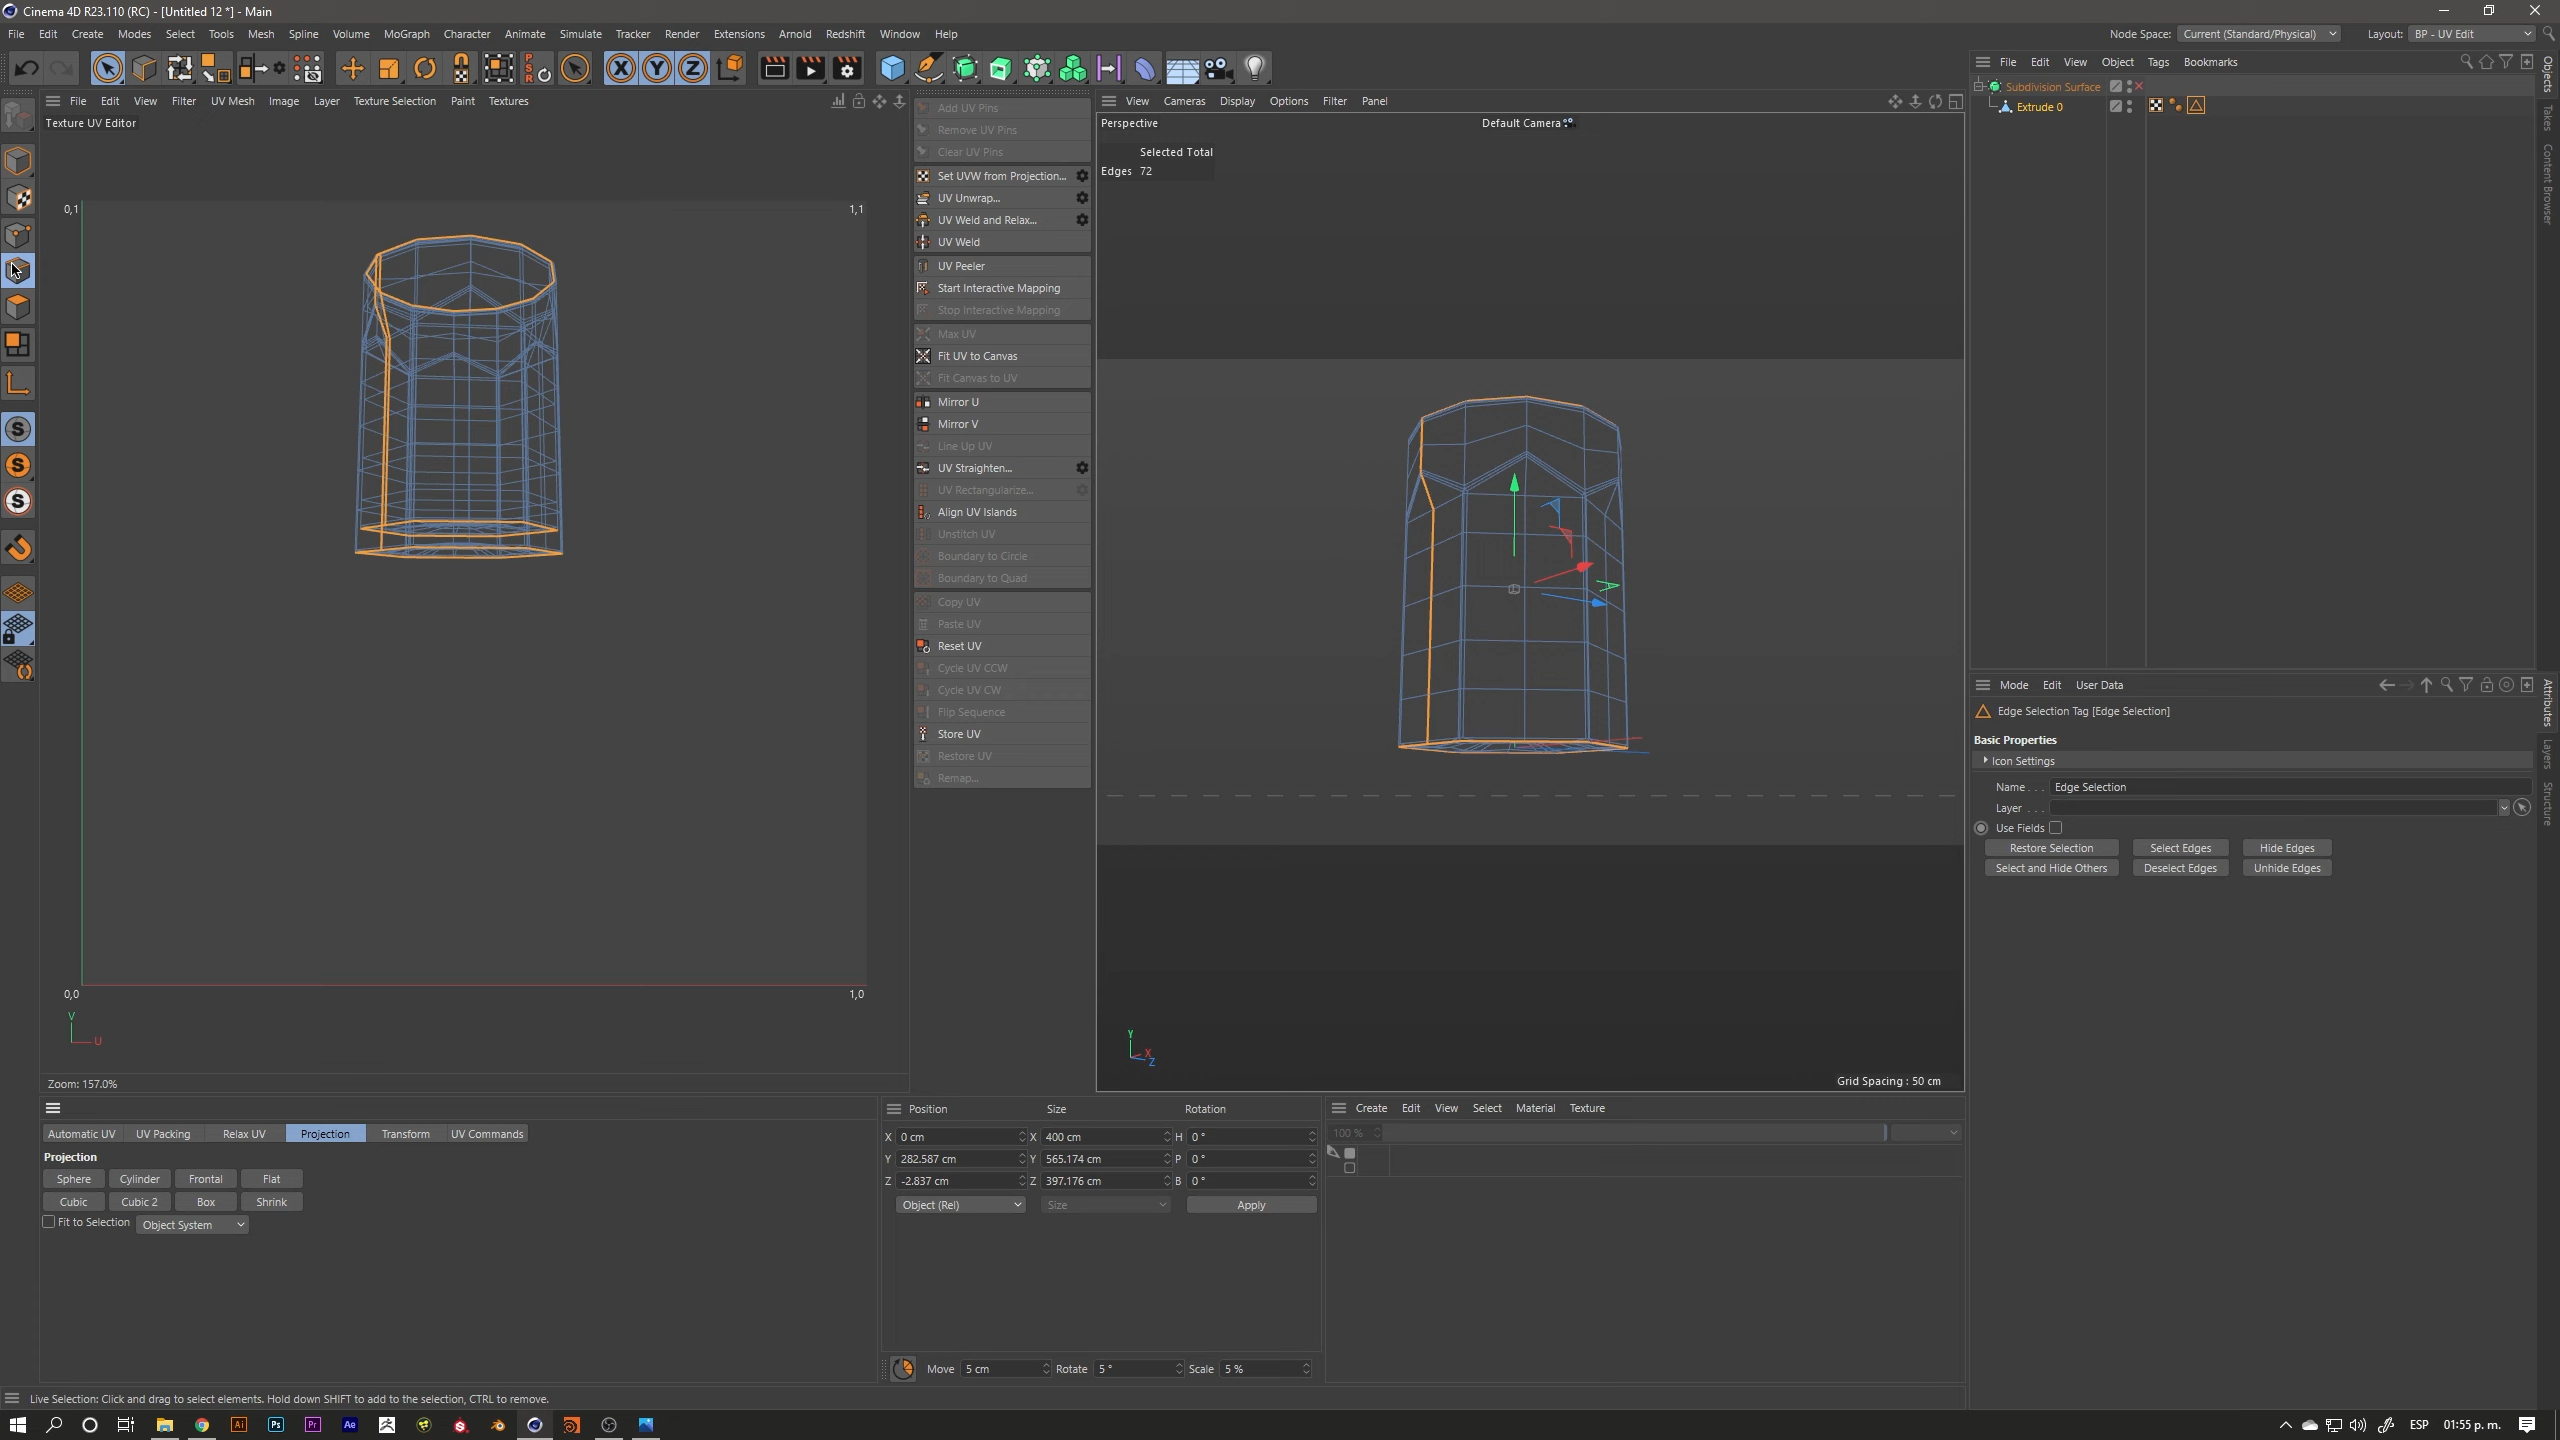 Cinema 4D R23.110 (RC) - [Untitled 12 *] - Main
File Edit Create Modes Select Tools Mesh Spline Volume MoGraph Character Animate Simulate Tracker Render Extensions Arnold Redshift Window Help
Node Space: Current (Standard/Physical) Layout: BP - UV Edit
PSR
X Y Z
File Edit View Object Tags Bookmarks
Subdivision Surface
Extrude 0
Objects
Takes
Content Browser
File Edit View Filter UV Mesh Image Layer Texture Selection Paint Textures
Texture UV Editor
0,1
1,1
0,0
1,0
V
U
Zoom: 157.0%
Add UV Pins
Remove UV Pins
Clear UV Pins
Set UVW from Projection...
UV Unwrap...
UV Weld and Relax...
UV Weld
UV Peeler
Start Interactive Mapping
Stop Interactive Mapping
Max UV
Fit UV to Canvas
Fit Canvas to UV
Mirror U
Mirror V
Line Up UV
UV Straighten...
UV Rectangularize...
Align UV Islands
Unstitch UV
Boundary to Circle
Boundary to Quad
Copy UV
Paste UV
Reset UV
Cycle UV CCW
Cycle UV CW
Flip Sequence
Store UV
Restore UV
Remap...
View Cameras Display Options Filter Panel
Perspective
Default Camera
Selected Total
Edges 72
Y
X
Z
Grid Spacing : 50 cm
Mode Edit User Data
Edge Selection Tag [Edge Selection]
Basic Properties
Icon Settings
Name . . . Edge Selection
Layer . . .
Use Fields
Restore Selection Select Edges Hide Edges
Select and Hide Others Deselect Edges Unhide Edges
Attributes
Layers
Structure
S
S
S
Automatic UV UV Packing Relax UV Projection Transform UV Commands
Projection
Sphere Cylinder Frontal Flat
Cubic Cubic 2 Box Shrink
Fit to Selection Object System
Position Size Rotation
X 0 cm X 400 cm H 0 °
Y 282.587 cm Y 565.174 cm P 0 °
Z -2.837 cm Z 397.176 cm B 0 °
Object (Rel) Size Apply
Move 5 cm Rotate 5 ° Scale 5 %
Create Edit View Select Material Texture
100 %
Live Selection: Click and drag to select elements. Hold down SHIFT to add to the selection, CTRL to remove.
Ai Ps Pr Ae
ESP 01:55 p. m.